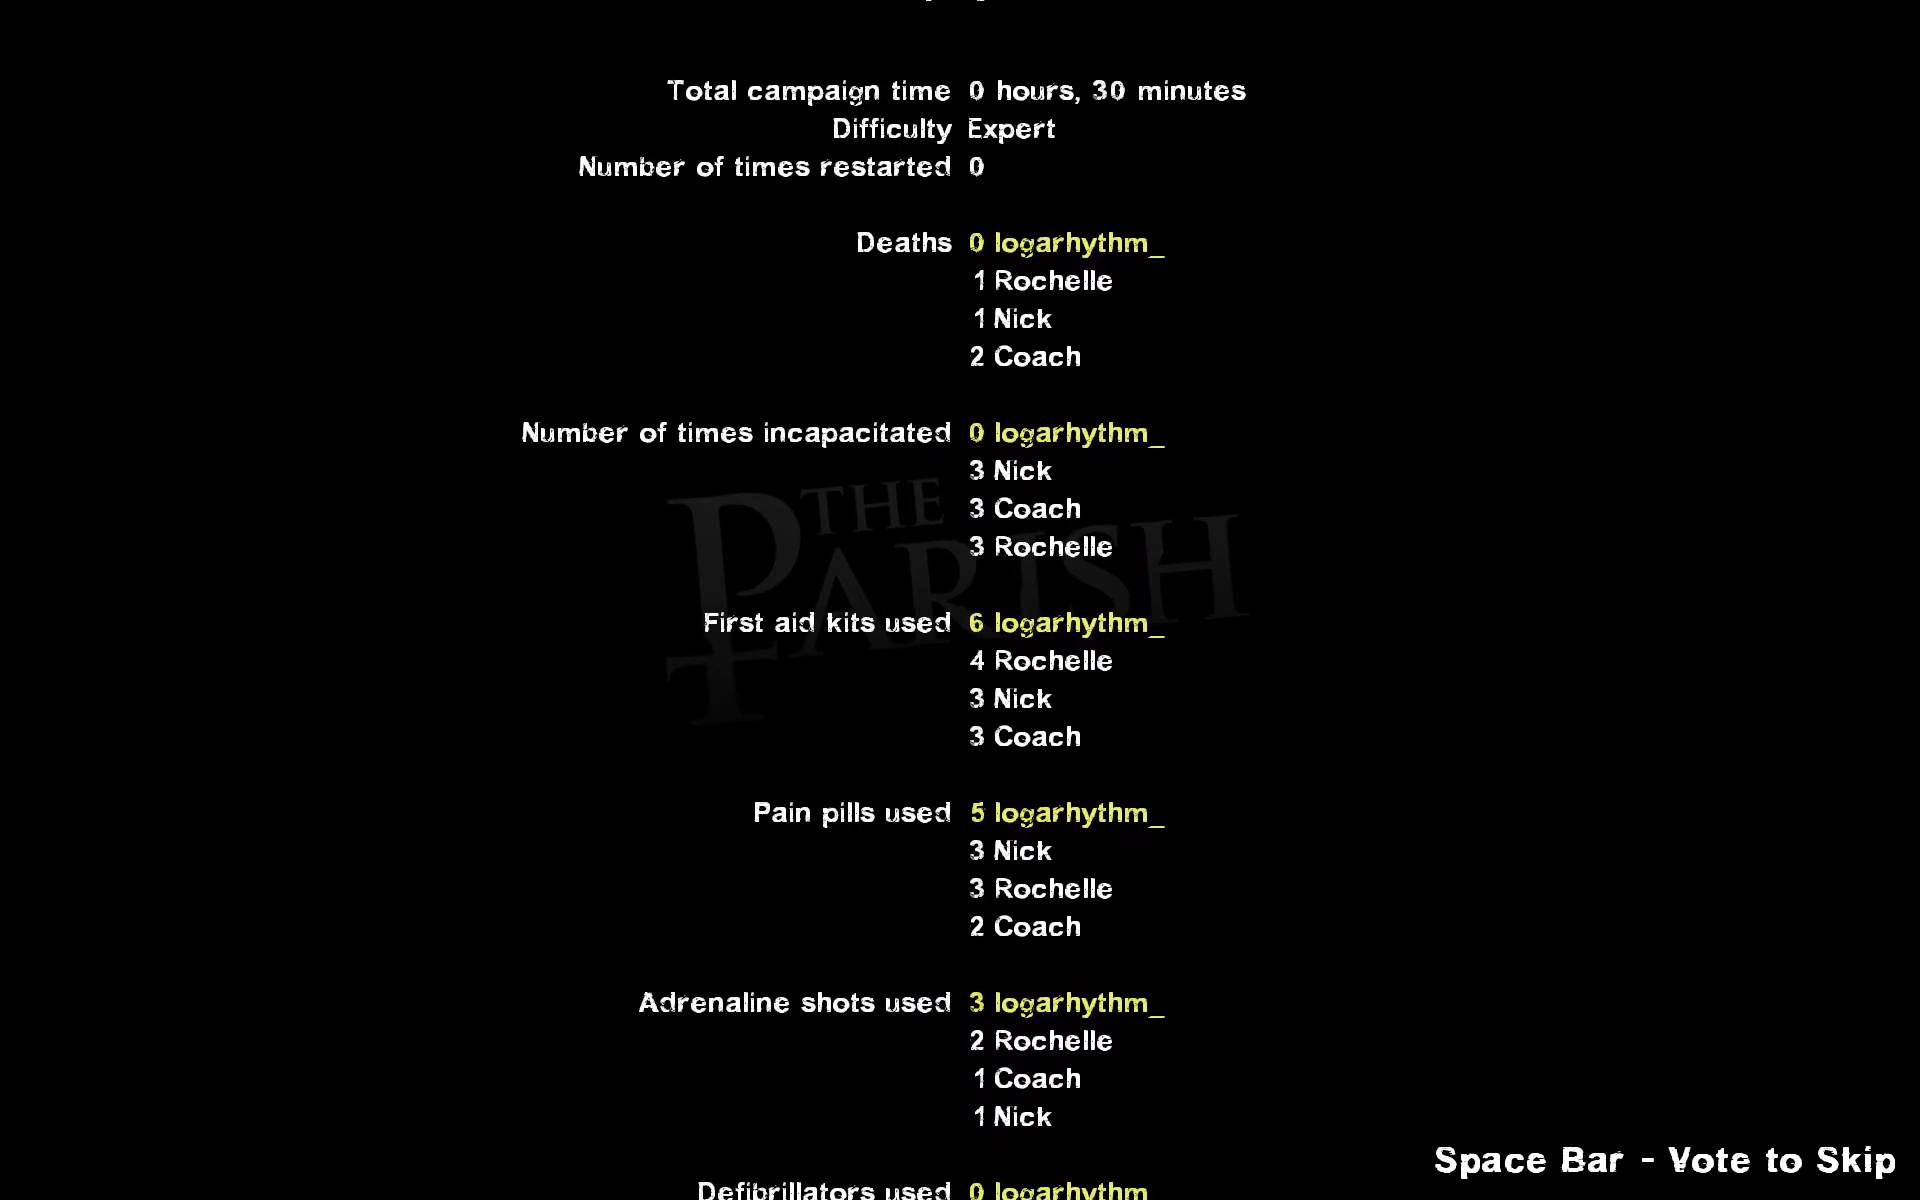 Total campaign time 0 hours, 30 minutes
Difficulty Expert
Number of times restarted 0
Deaths 0 logarhythm_
1 Rochelle
1 Nick
2 Coach
Number of times incapacitated 0 logarhythm_
3 Nick
3 Coach
3 Rochelle
THE
PARISH
First aid kits used 6 logarhythm_
4 Rochelle
3 Nick
3 Coach
Pain pills used 5 logarhythm_
3 Nick
3 Rochelle
2 Coach
Adrenaline shots used 3 logarhythm_
2 Rochelle
1 Coach
1 Nick
Space Bar - Vote to Skip
Defibrillators used 0 logarhythm